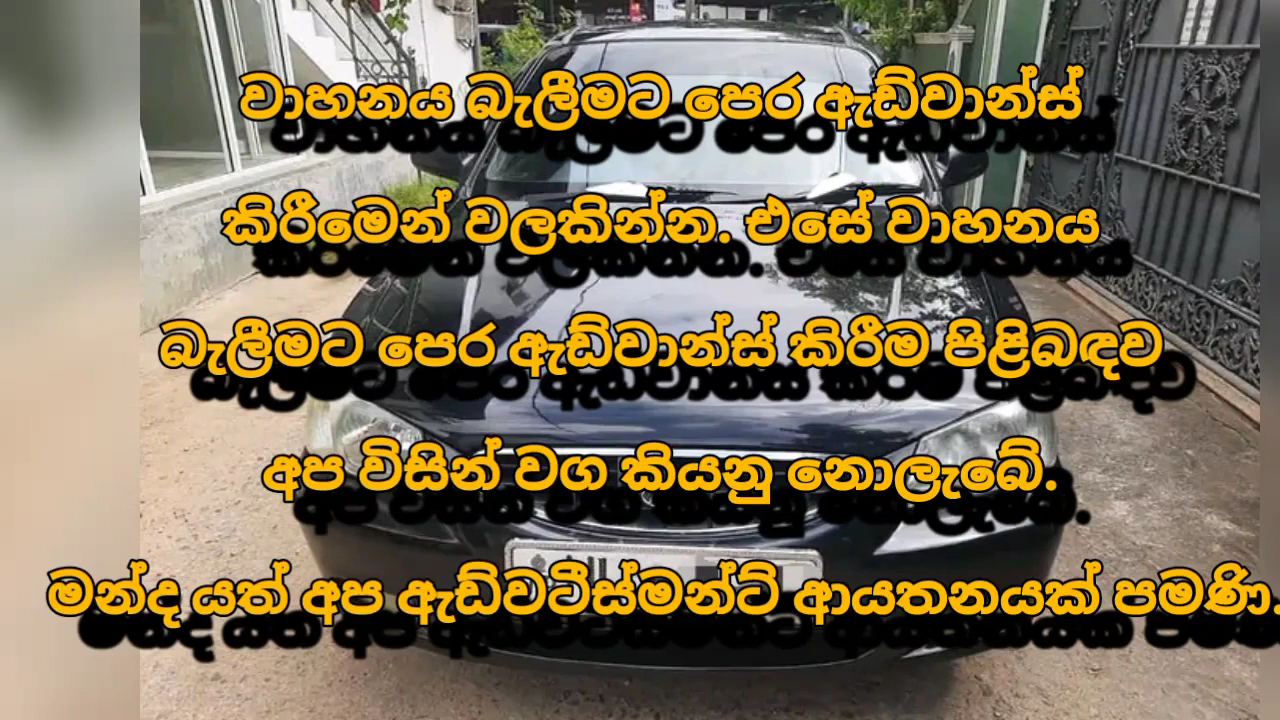 වාහනය බැලීමට පෙර ඇඩ්වාන්ස්
කිරීමෙන් වලකින්න. එසේ වාහනය
බැලීමට පෙර ඇඩ්වාන්ස් කිරීම පිළිබඳව
අප විසින් වග කියනු නොලැබේ.
මන්ද යත් අප ඇඩ්වටීස්මන්ට් ආයතනයක් පමණි.